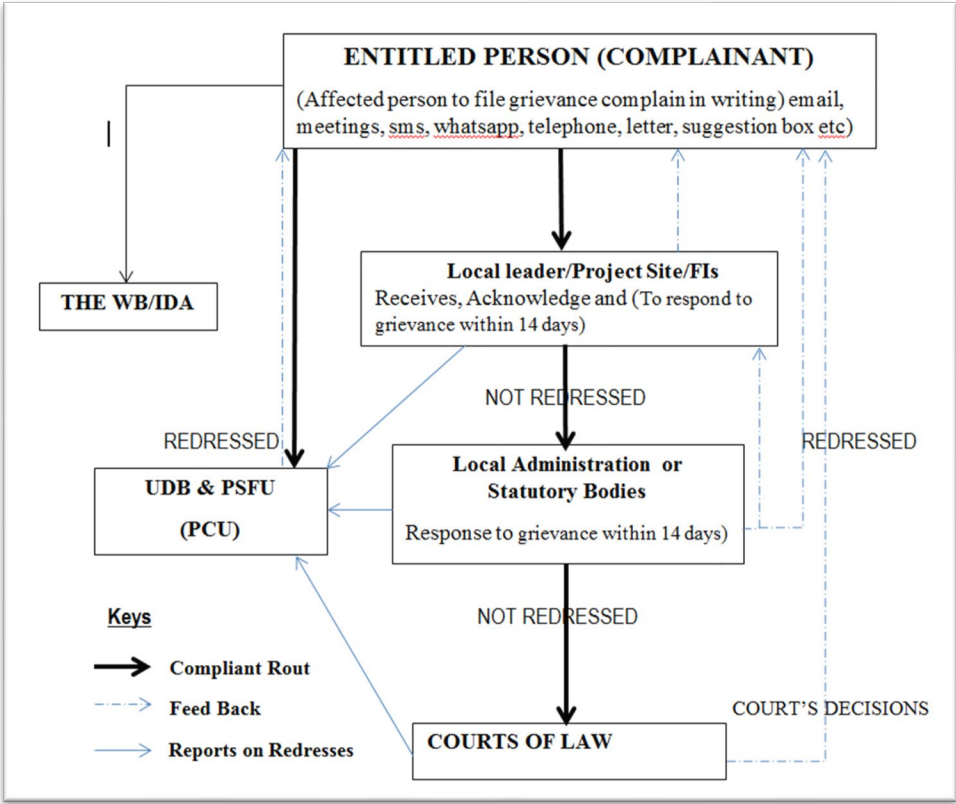 ENTITLED PERSON (COMPLAINANT)
(Affected person to file grievance complain in writing) email,
meetings, sms, whatsapp, telephone, letter, suggestion box etc)
THE WB/IDA
Local leader/Project Site/FIs
Receives, Acknowledge and (To respond to
grievance within 14 days)
NOT REDRESSED
REDRESSED
REDRESSED
Local Administration or
Statutory Bodies
Response to grievance within 14 days)
UDB & PSFU
(PCU)
NOT REDRESSED
Keys
Compliant Rout
Feed Back
Reports on Redresses
COURT'S DECISIONS
COURTS OF LAW